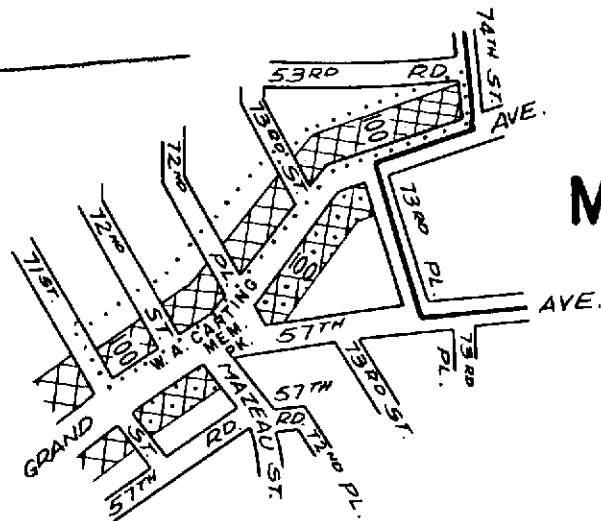 53RD RD.
74TH ST.
AVE.
100
73RD ST.
72ND PL.
M
100
73RD PL.
72ND ST.
71ST.
AVE.
100
W.A. CARTING
MEM.
PK.
57TH
73RD ST.
73RD PL.
GRAND
MAZEAU ST.
57TH
RD.
72ND PL.
ST.
57TH RD.